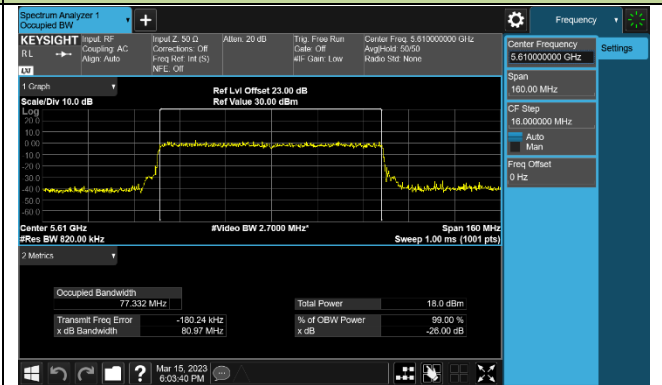 Spectrum Analyzer 1
Occupied BW
Frequency
KEYSIGHT
RL
LXI
Input: RF
Coupling: AC
Align: Auto
Input Z: 50 Ω
Corrections: Off
Freq Ref: Int (S)
NFE: Off
Atten: 20 dB
Trig: Free Run
Gate: Off
#IF Gain: Low
Center Freq: 5.610000000 GHz
Avg|Hold: 50/50
Radio Std: None
Center Frequency
5.610000000 GHz
Settings
Span
160.00 MHz
CF Step
16.000000 MHz
Auto
Man
Freq Offset
0 Hz
1 Graph
Scale/Div 10.0 dB
Ref Lvl Offset 23.00 dB
Ref Value 30.00 dBm
Log
20.0
10.0
0.00
-10.0
-20.0
-30.0
-40.0
-50.0
-60.0
Center 5.61 GHz
#Res BW 820.00 kHz
#Video BW 2.7000 MHz*
Span 160 MHz
Sweep 1.00 ms (1001 pts)
2 Metrics
Occupied Bandwidth
77.332 MHz
Total Power 18.0 dBm
Transmit Freq Error -180.24 kHz
% of OBW Power 99.00 %
x dB Bandwidth 80.97 MHz
x dB -26.00 dB
?
Mar 15, 2023
6:03:40 PM